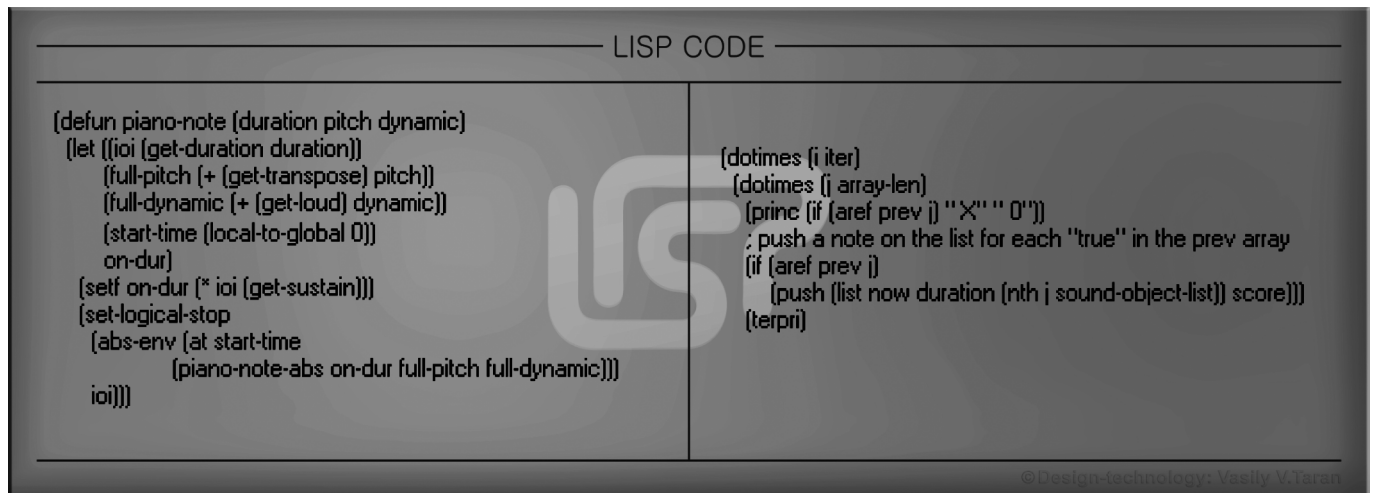 LISP CODE
(defun piano-note (duration pitch dynamic)
(let ((ioi (get-duration duration))
(full-pitch (+ (get-transpose) pitch))
(full-dynamic (+ (get-loud) dynamic))
(start-time (local-to-global 0))
on-dur)
(setf on-dur (* ioi (get-sustain)))
(set-logical-stop
(abs-env (at start-time
(piano-note-abs on-dur full-pitch full-dynamic)))
ioi)))
(dotimes (i iter)
(dotimes (j array-len)
(princ (if (aref prev j) "X" " 0"))
; push a note on the list for each "true" in the prev array
(if (aref prev j)
(push (list now duration (nth j sound-object-list)) score)))
(terpri)
LISP
©Design-technology: Vasily V.Taran